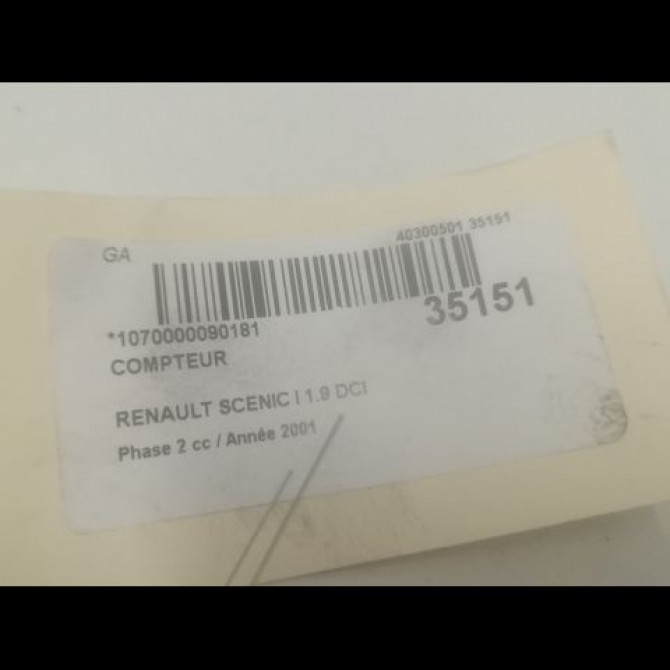 GA
40300501 35151
35151
*1070000090181
COMPTEUR
RENAULT SCENIC I 1.9 DCI
Phase 2 cc / Année 2001